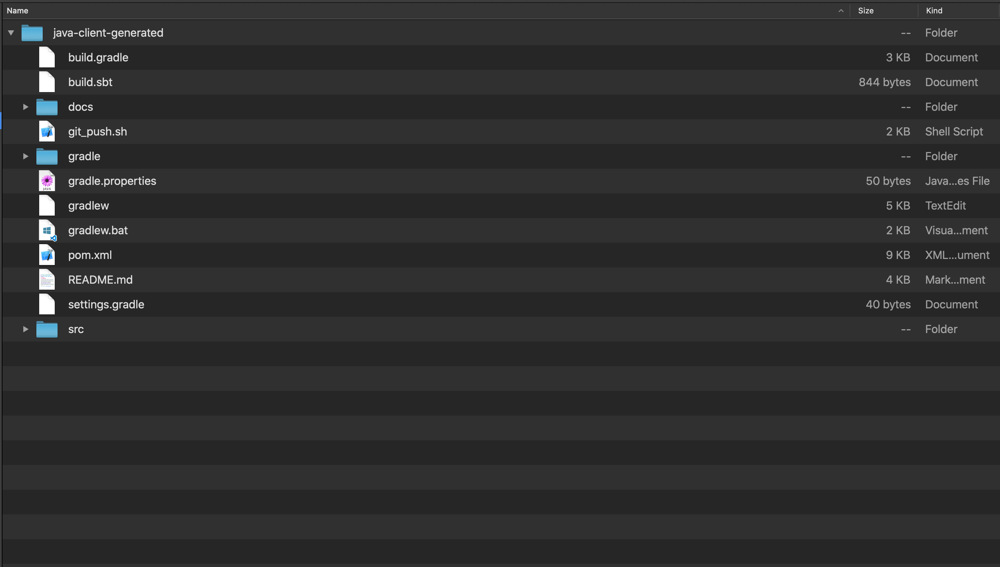 Name Size Kind
java-client-generated -- Folder
build.gradle 3 KB Document
build.sbt 844 bytes Document
docs -- Folder
git_push.sh 2 KB Shell Script
gradle -- Folder
JAVA gradle.properties 50 bytes Java...es File
gradlew 5 KB TextEdit
gradlew.bat 2 KB Visua...ment
pom.xml 9 KB XML...ument
README.md 4 KB Mark...ment
settings.gradle 40 bytes Document
src -- Folder